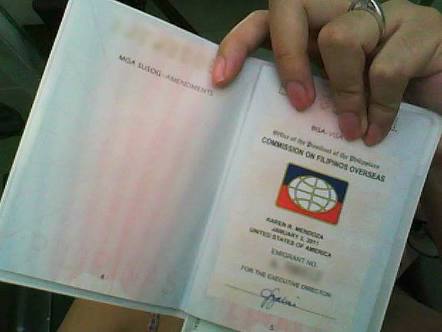 MGA SUSOG-AMENDMENTS
4
BISA-VISA
Office of the President of the Philippines
COMMISSION ON FILIPINOS OVERSEAS
KAREN R. MENDOZA
JANUARY 5, 2011
UNITED STATES OF AMERICA
EMIGRANT NO.
FOR THE EXECUTIVE DIRECTOR:
5